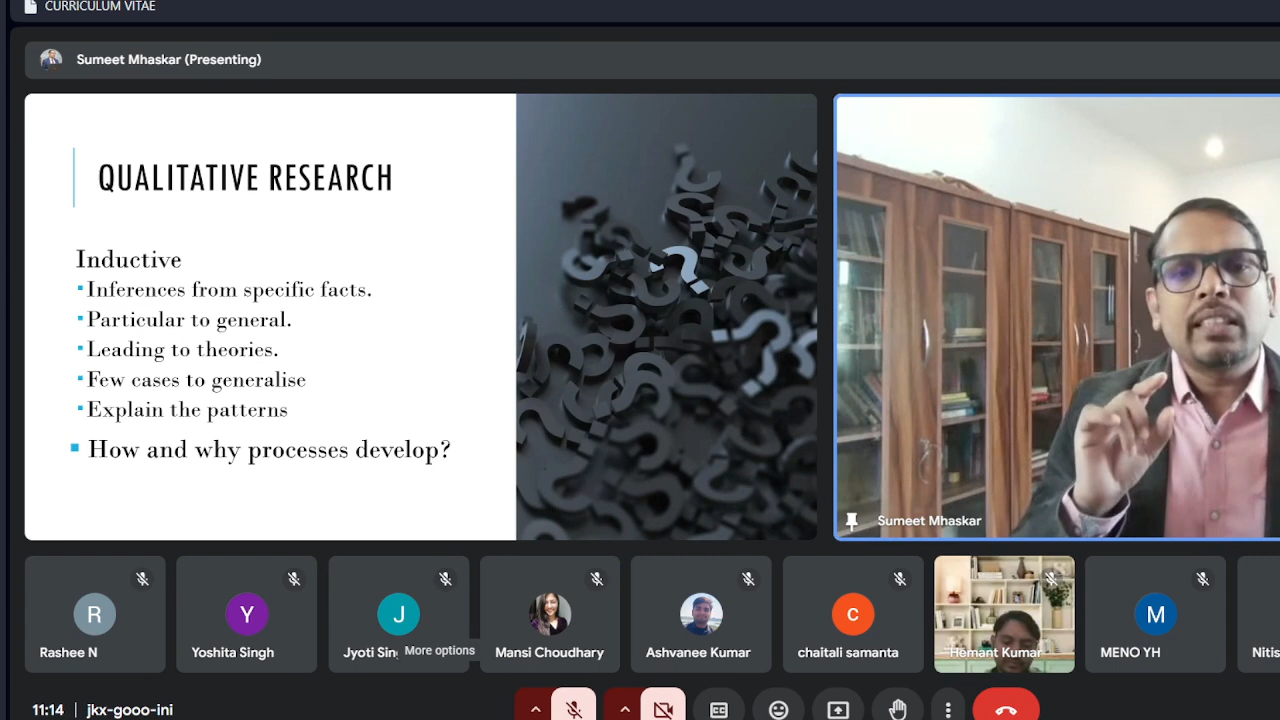 CURRICULUM VITAE
Sumeet Mhaskar (Presenting)
QUALITATIVE RESEARCH
Inductive
▪Inferences from specific facts.
▪Particular to general.
▪Leading to theories.
▪Few cases to generalise
▪Explain the patterns
▪ How and why processes develop?
Sumeet Mhaskar
R
Y
J
C
M
Rashee N
Yoshita Singh
Jyoti Sin
More options
Mansi Choudhary
Ashvanee Kumar
chaitali samanta
Hemant Kumar
MENO YH
Nitis
11:14 | jkx-gooo-ini
CC